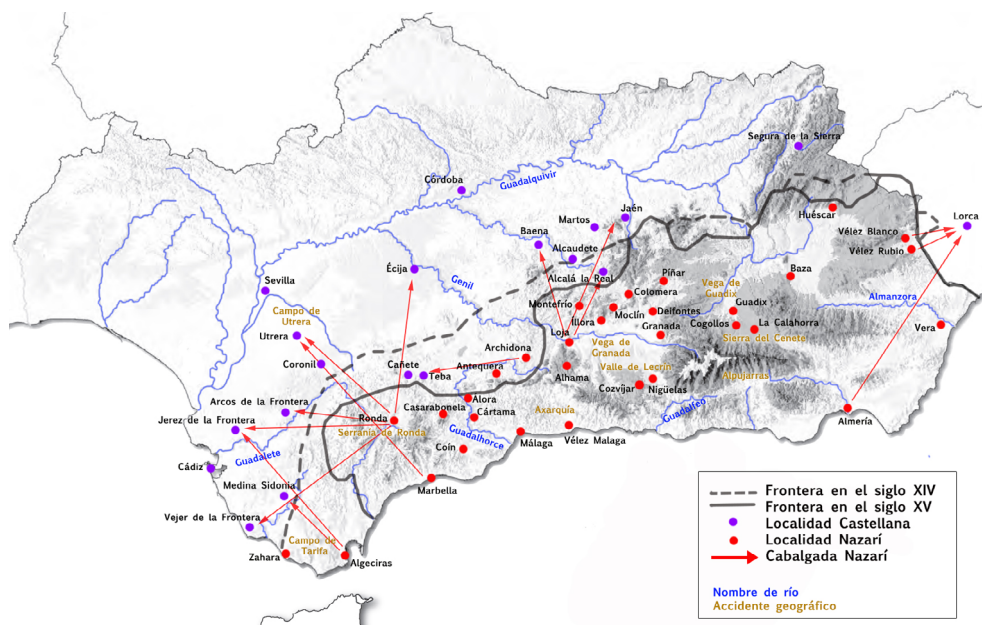 Segura de la Sierra
Córdoba
Guadalquivir
Huéscar
Jaén
Martos
Lorca
Baena
Vélez Blanco
Alcaudete
Vélez Rubio
Écija
Alcalá la Real
Píñar
Baza
Genil
Vega de
Guadix
Sevilla
Colomera
Montefrío
Almanzora
Campo de
Utrera
Moclín
Deifontes
Guadix
Íllora
Cogollos
La Calahorra
Vera
Utrera
Loja
Granada
Sierra del Cenete
Archidona
Vega de
Granada
Coronil
Cañete
Antequera
Valle de Lecrín
Teba
Alhama
Alpujarras
Cozvíjar
Nigüelas
Arcos de la Frontera
Álora
Casarabonela
Cártama
Axarquía
Guadalfeo
Jerez de la Frontera
Ronda
Almería
Serranía de Ronda
Guadalhorce
Málaga
Vélez Malaga
Guadalete
Coín
Cádiz
Medina Sidonia
Marbella
Vejer de la Frontera
Campo de
Tarifa
Zahara
Algeciras
Frontera en el siglo XIV
Frontera en el siglo XV
Localidad Castellana
Localidad Nazarí
Cabalgada Nazarí
Nombre de río
Accidente geográfico